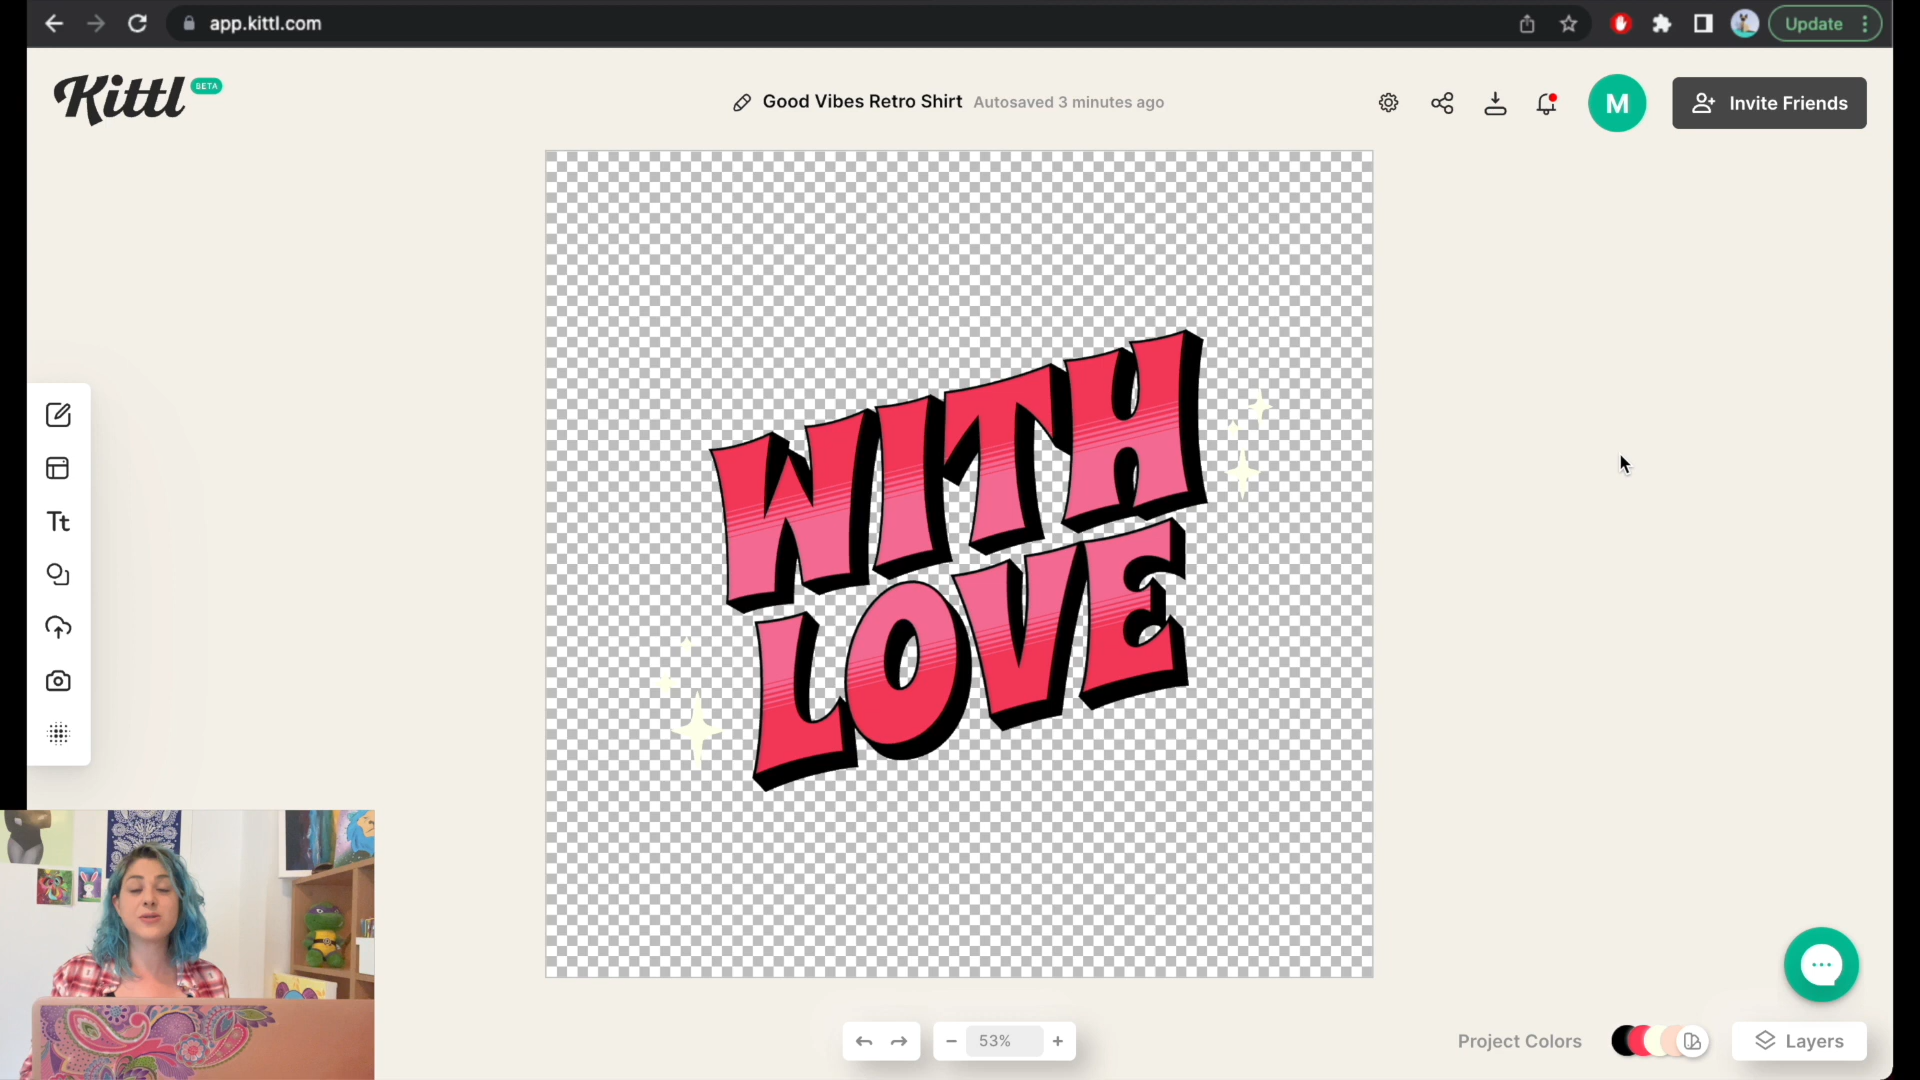 app.kittl.com
Update
Kittl BETA
Good Vibes Retro Shirt Autosaved 3 minutes ago
M
Invite Friends
Tt
WITH
LOVE
53%
Project Colors
Layers